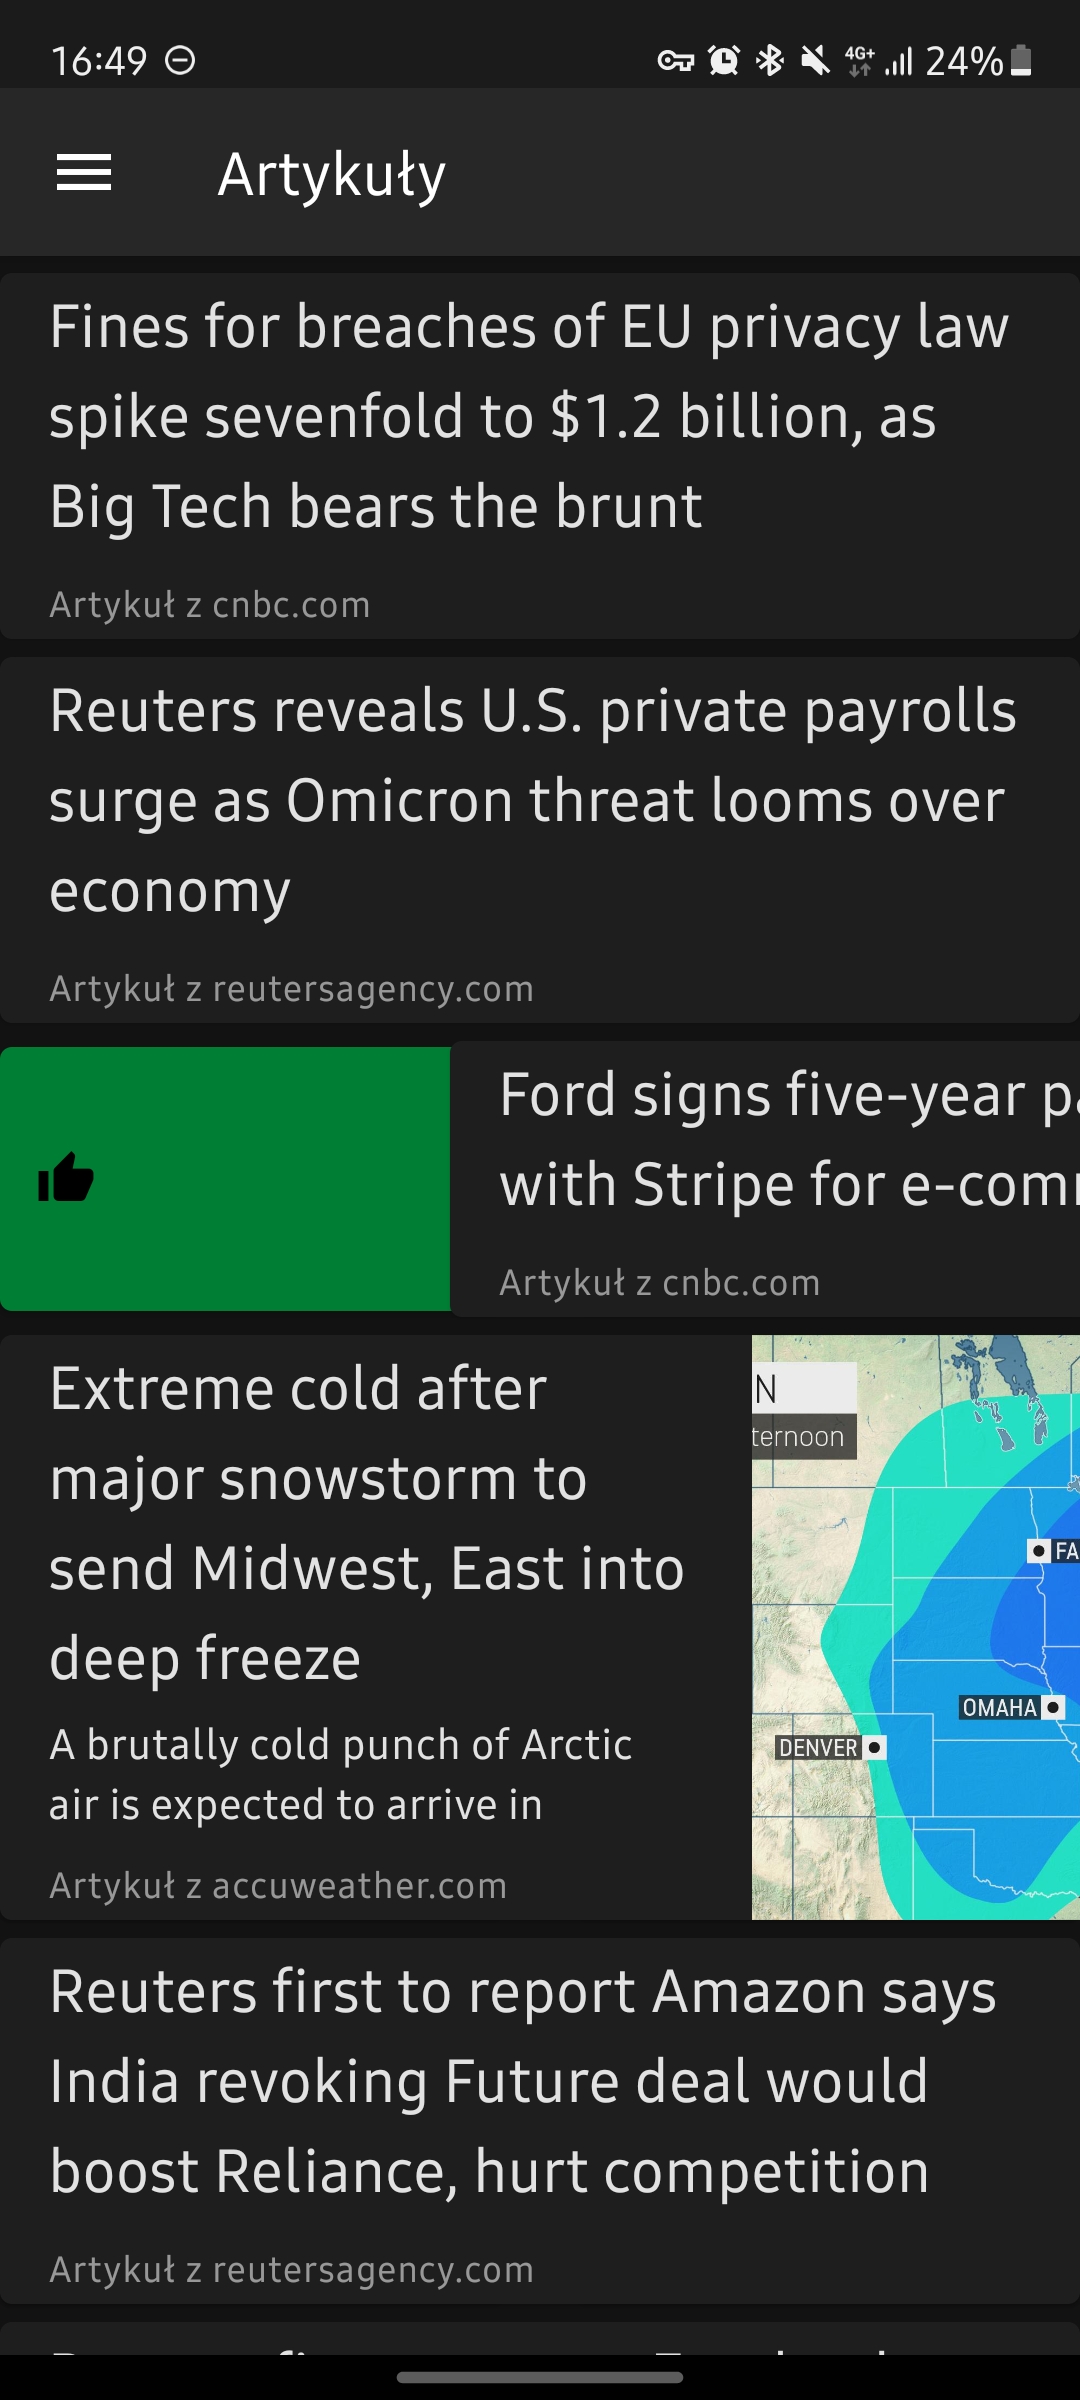 16:49
4G+ 24%
Artykuły
Fines for breaches of EU privacy law
spike sevenfold to $1.2 billion, as
Big Tech bears the brunt
Artykuł z cnbc.com
Reuters reveals U.S. private payrolls
surge as Omicron threat looms over
economy
Artykuł z reutersagency.com
Ford signs five-year
with Stripe for
Artykuł z cnbc.com
Extreme cold after
major snowstorm to
send Midwest, East into
deep freeze
A brutally cold punch of Arctic
air is expected to arrive in
Artykuł z accuweather.com
N
ternoon
FA
OMAHA
DENVER
Reuters first to report Amazon says
India revoking Future deal would
boost Reliance, hurt competition
Artykuł z reutersagency.com